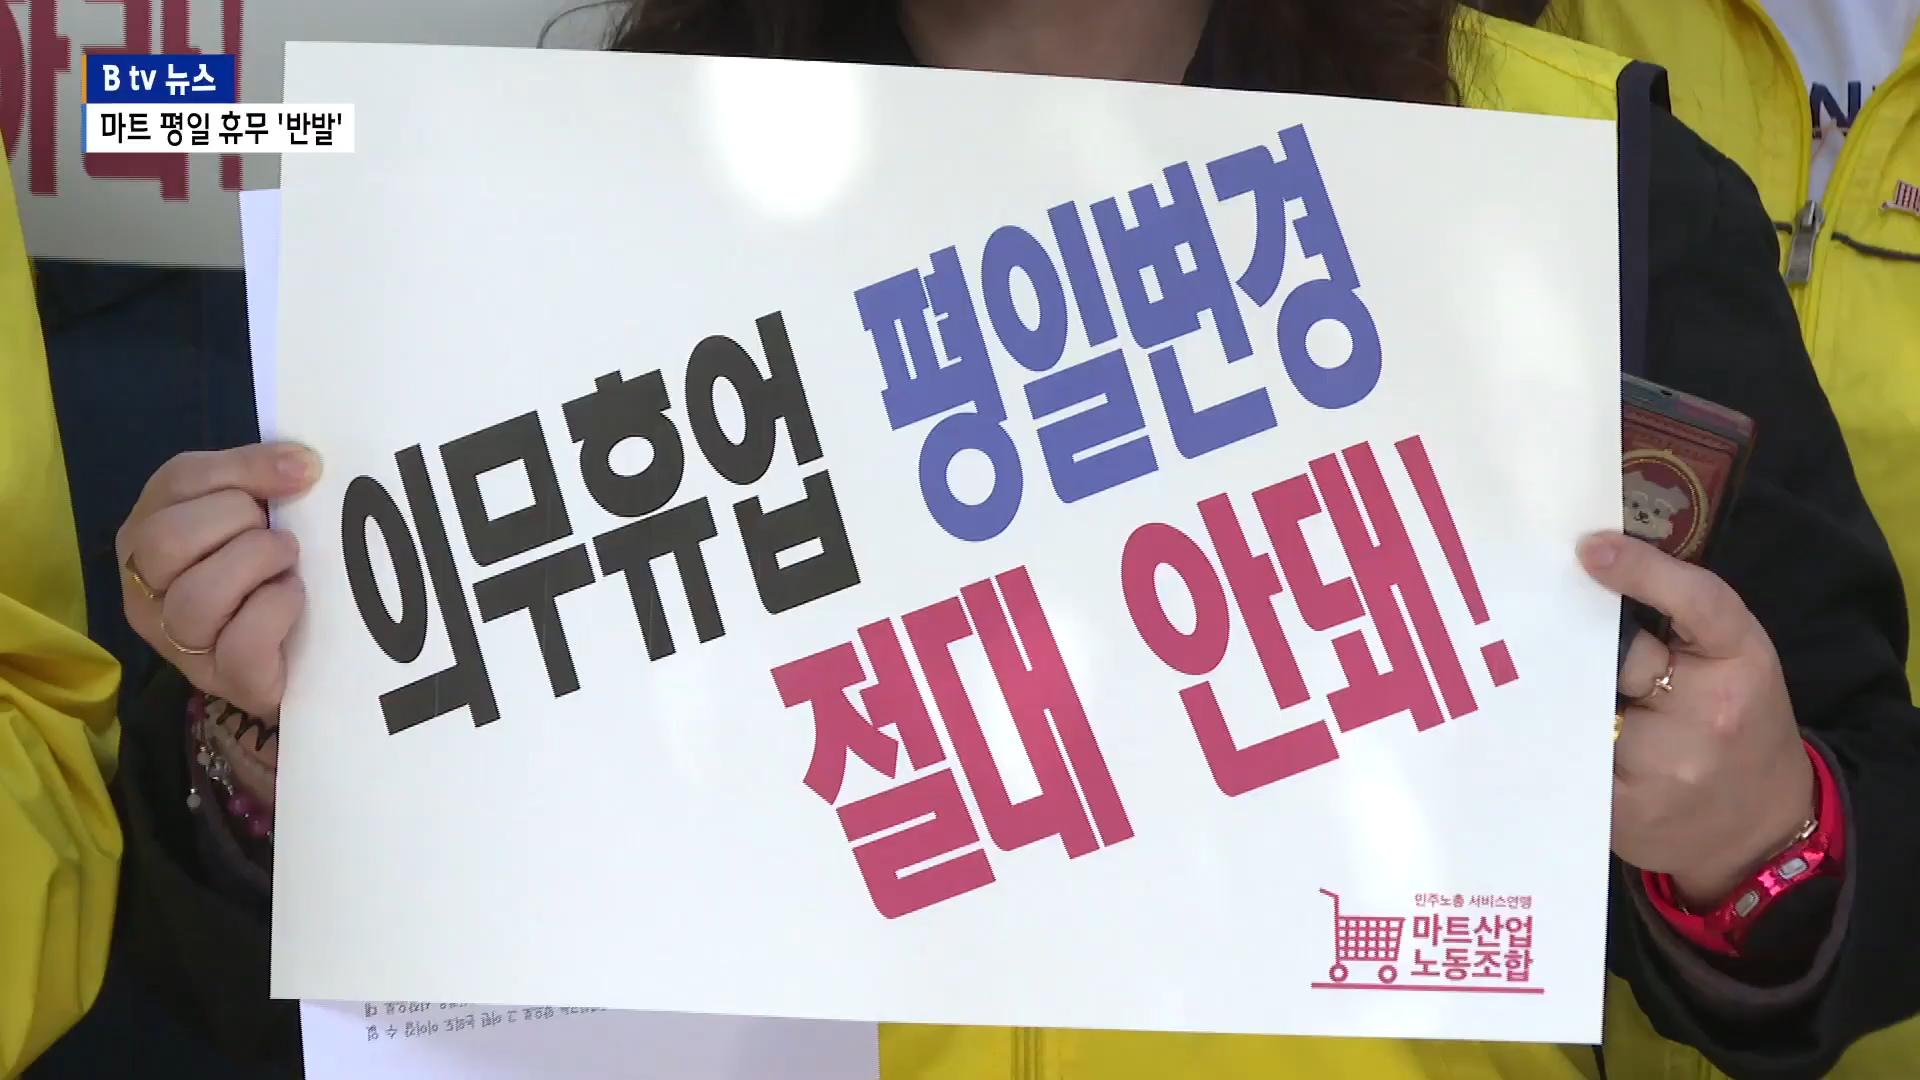 B tv 뉴스
마트 평일 휴무 '반발'
의무휴업 평일변경
절대 안돼!
민주노총 서비스연맹
마트산업
노동조합